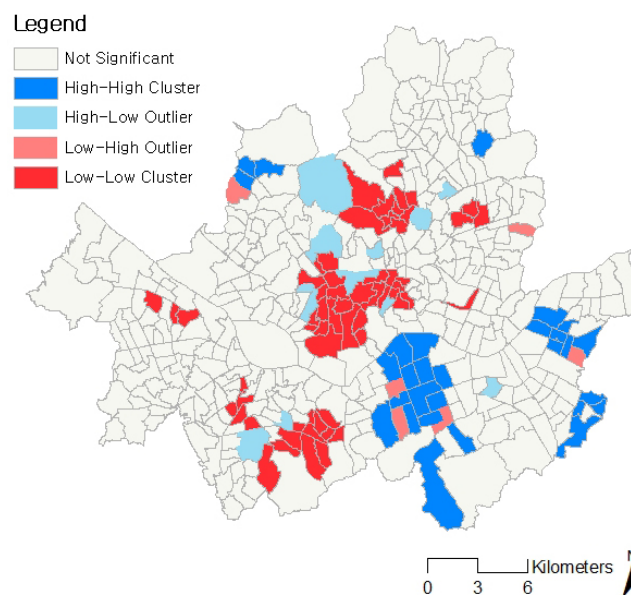 Legend
Not Significant
High-High Cluster
High-Low Outlier
Low-High Outlier
Low-Low Cluster
Kilometers
0 3 6
N